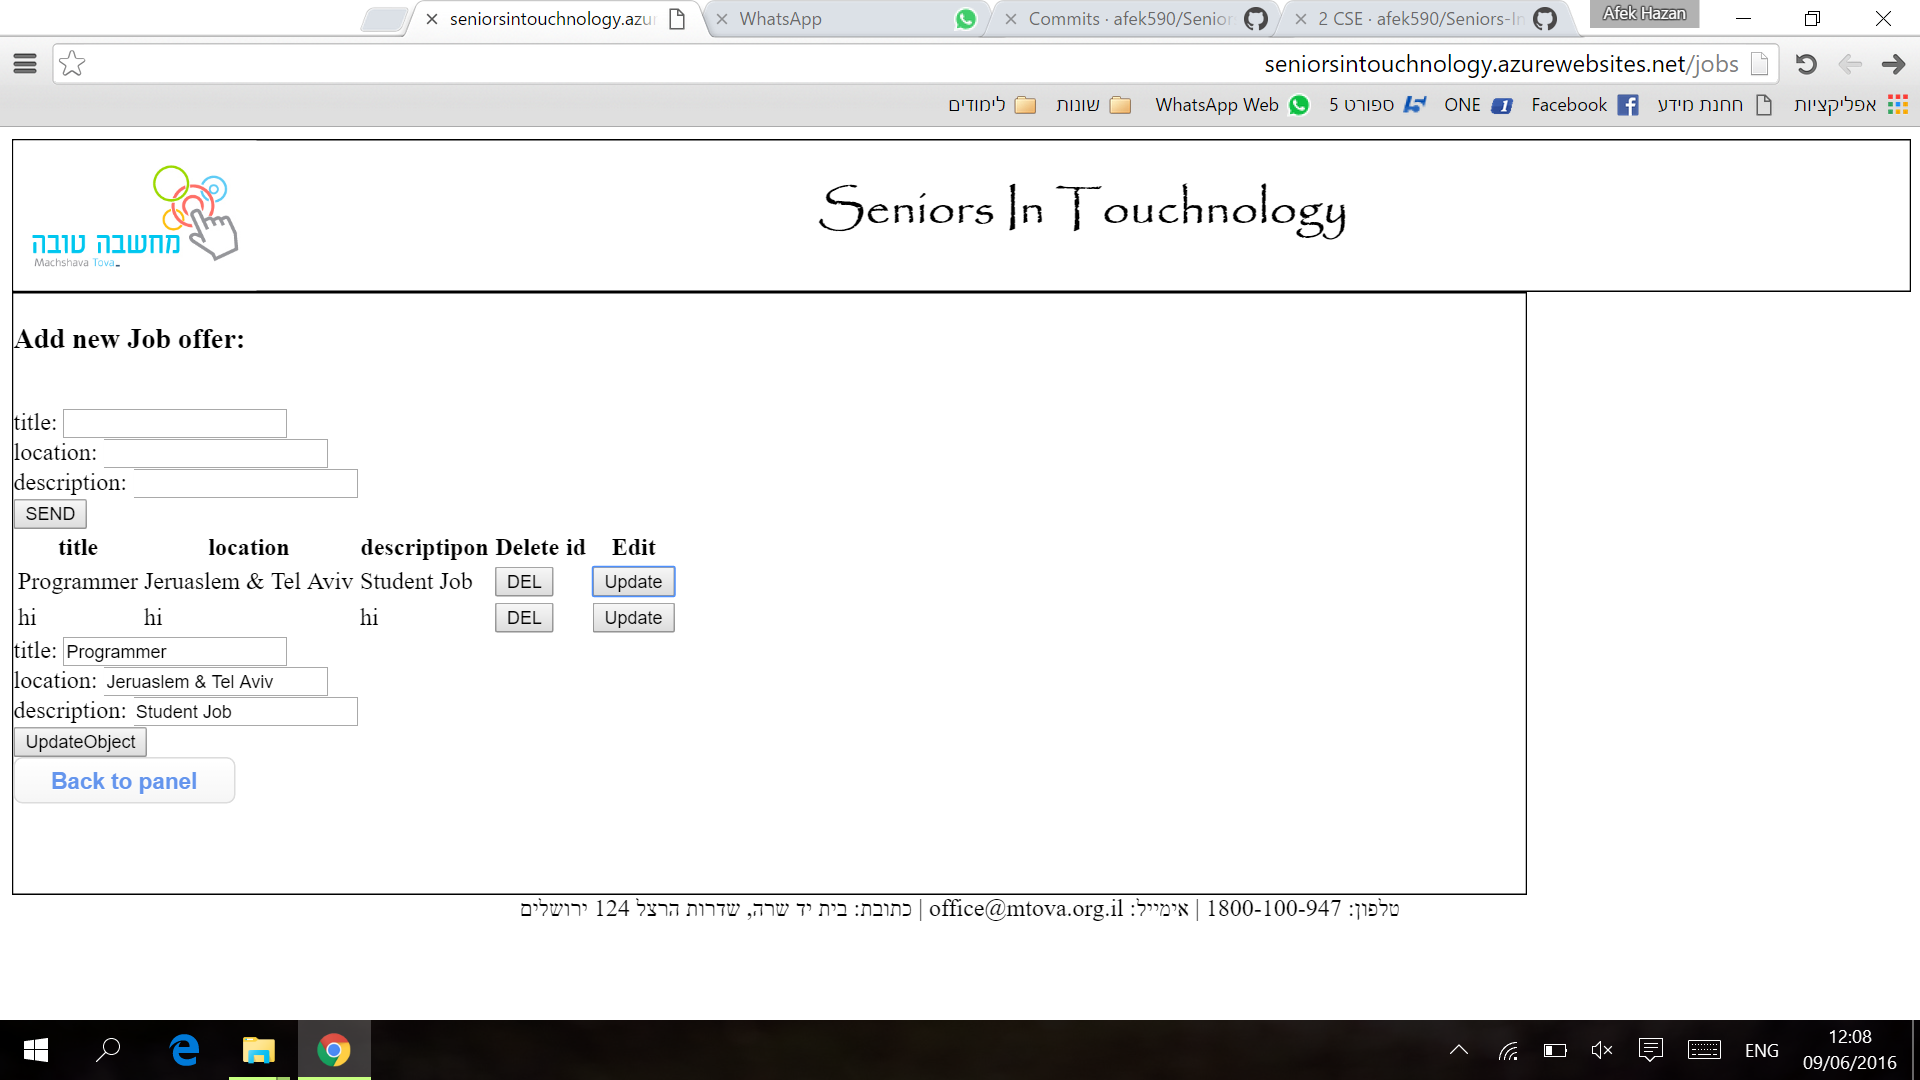 seniorsintouchnology.azur
WhatsApp
Commits · afek590/Senior
2 CSE · afek590/Seniors-In
Afek Hazan
seniorsintouchnology.azurewebsites.net/jobs
אפליקציות
חחנת מידע
Facebook
ONE
ספורט 5
WhatsApp Web
שונות
לימודים
מחשבה טובה
Machshava Tova_
Seniors In Touchnology
Add new Job offer:
title:
location:
description:
SEND
title location descriptipon Delete id Edit
Programmer Jeruaslem & Tel Aviv Student Job DEL Update
hi hi hi DEL Update
title: Programmer
location: Jeruaslem & Tel Aviv
description: Student Job
UpdateObject
Back to panel
טלפון: 1800-100-947 | אימייל: office@mtova.org.il | כתובת: בית יד שרה, שדרות הרצל 124 ירושלים
ENG
12:08
09/06/2016